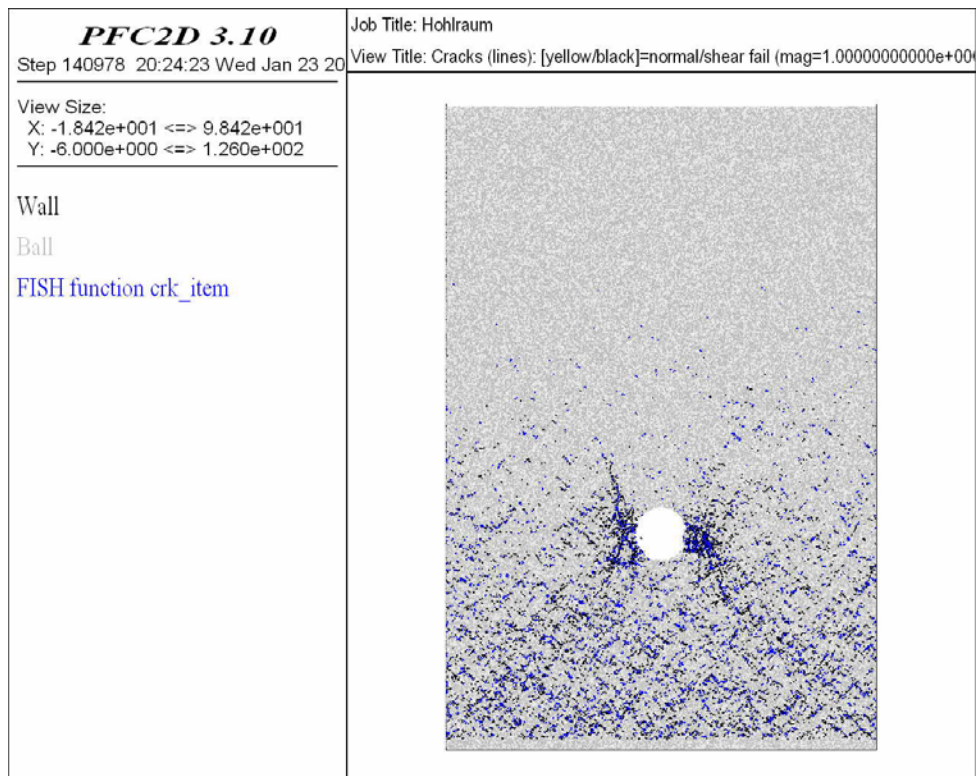 PFC2D 3.10
Step 140978 20:24:23 Wed Jan 23 20
View Size:
X: -1.842e+001 <=> 9.842e+001
Y: -6.000e+000 <=> 1.260e+002
Wall
Ball
FISH function crk_item
Job Title: Hohlraum
View Title: Cracks (lines): [yellow/black]=normal/shear fail (mag=1.00000000000e+00